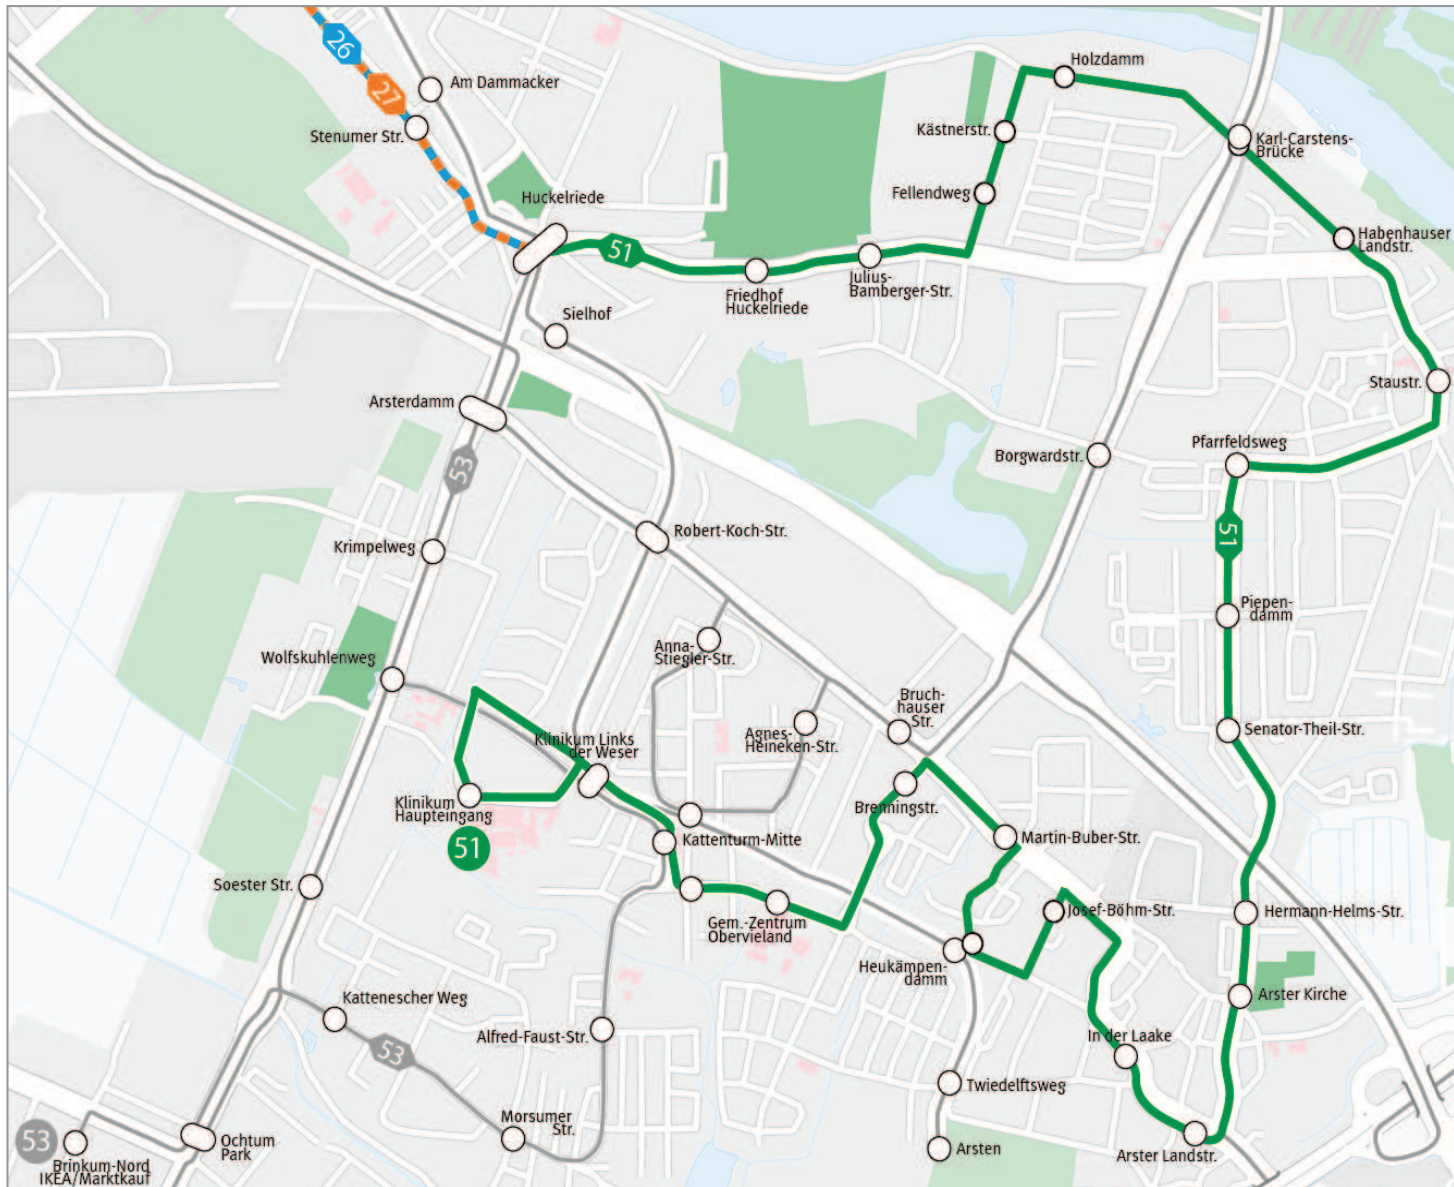 26
27
Am Dammacker
Stenumer Str.
Huckelriede
51
Holzdamm
Kästnerstr.
Fellendweg
Karl-Carstens-
Brücke
Habenhauser
Landstr.
Julius-
Bamberger-Str.
Friedhof
Huckelriede
Sielhof
Staustr.
Arsterdamm
53
Pfarrfeldsweg
Borgwardstr.
Robert-Koch-Str.
51
Krimpelweg
Piepen-
damm
Anna-
Stiegler-Str.
Wolfskuhlenweg
Bruch-
hauser
Str.
Senator-Theil-Str.
Agnes-
Heineken-Str.
Klinikum Links
der Weser
Klinikum
Haupteingang
51
Brenningstr.
Kattenturm-Mitte
Martin-Buber-Str.
Soester Str.
Gem.-Zentrum
Obervieland
Josef-Böhm-Str.
Hermann-Helms-Str.
Heukämpen-
damm
Kattenescher Weg
Arster Kirche
53
Alfred-Faust-Str.
In der Laake
Twiedelftsweg
Morsumer
Str.
53
Ochtum
Park
Brinkum-Nord
IKEA/Marktkauf
Arsten
Arster Landstr.